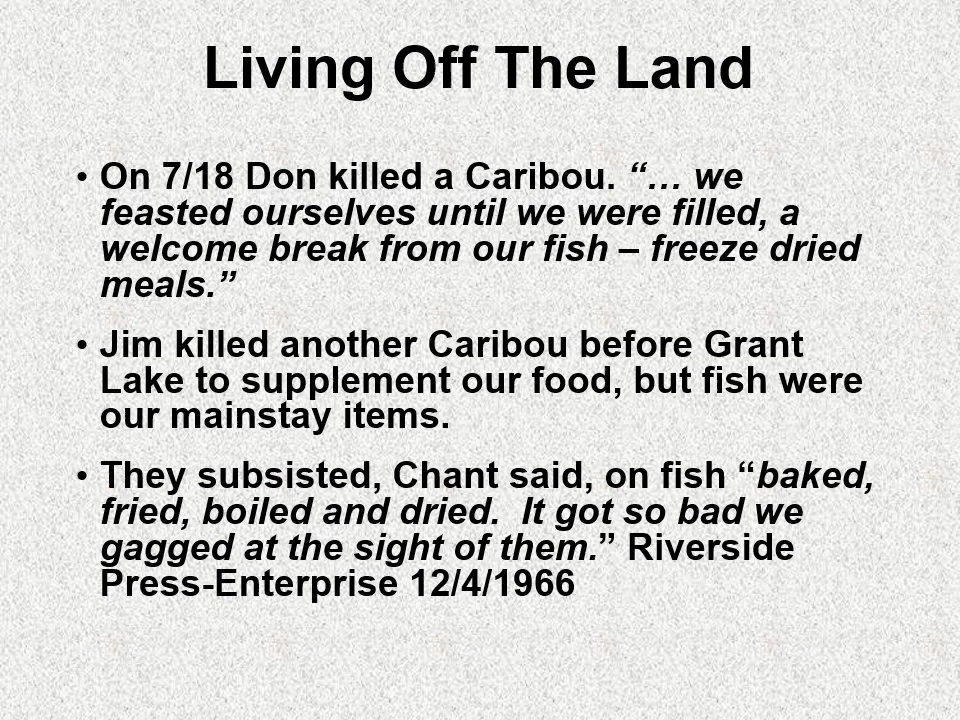 Living Off The Land
• On 7/18 Don killed a Caribou. “… we
feasted ourselves until we were filled, a
welcome break from our fish – freeze dried
meals.”
• Jim killed another Caribou before Grant
Lake to supplement our food, but fish were
our mainstay items.
• They subsisted, Chant said, on fish “baked,
fried, boiled and dried.  It got so bad we
gagged at the sight of them.” Riverside
Press-Enterprise 12/4/1966